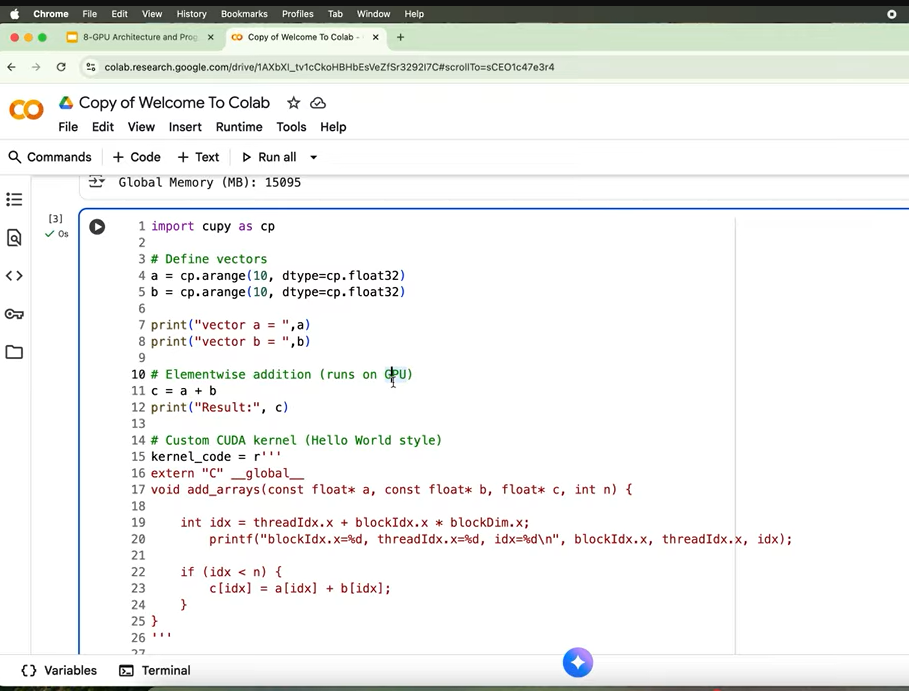 Chrome File Edit View History Bookmarks Profiles Tab Window Help
8-GPU Architecture and Prog
Copy of Welcome To Colab -
colab.research.google.com/drive/1AXbXI_tv1cCkoHBHbEsVeZfSr3292I7C#scrollTo=sCEO1c47e3r4
Copy of Welcome To Colab
File Edit View Insert Runtime Tools Help
Commands + Code + Text Run all
Global Memory (MB): 15095
[3]
0s
1 import cupy as cp
2
3 # Define vectors
4 a = cp.arange(10, dtype=cp.float32)
5 b = cp.arange(10, dtype=cp.float32)
6
7 print("vector a = ",a)
8 print("vector b = ",b)
9
10 # Elementwise addition (runs on GPU)
11 c = a + b
12 print("Result:", c)
13
14 # Custom CUDA kernel (Hello World style)
15 kernel_code = r'''
16 extern "C" __global__
17 void add_arrays(const float* a, const float* b, float* c, int n) {
18
19 int idx = threadIdx.x + blockIdx.x * blockDim.x;
20 printf("blockIdx.x=%d, threadIdx.x=%d, idx=%d\n", blockIdx.x, threadIdx.x, idx);
21
22 if (idx < n) {
23 c[idx] = a[idx] + b[idx];
24 }
25 }
26 '''
27
Variables Terminal